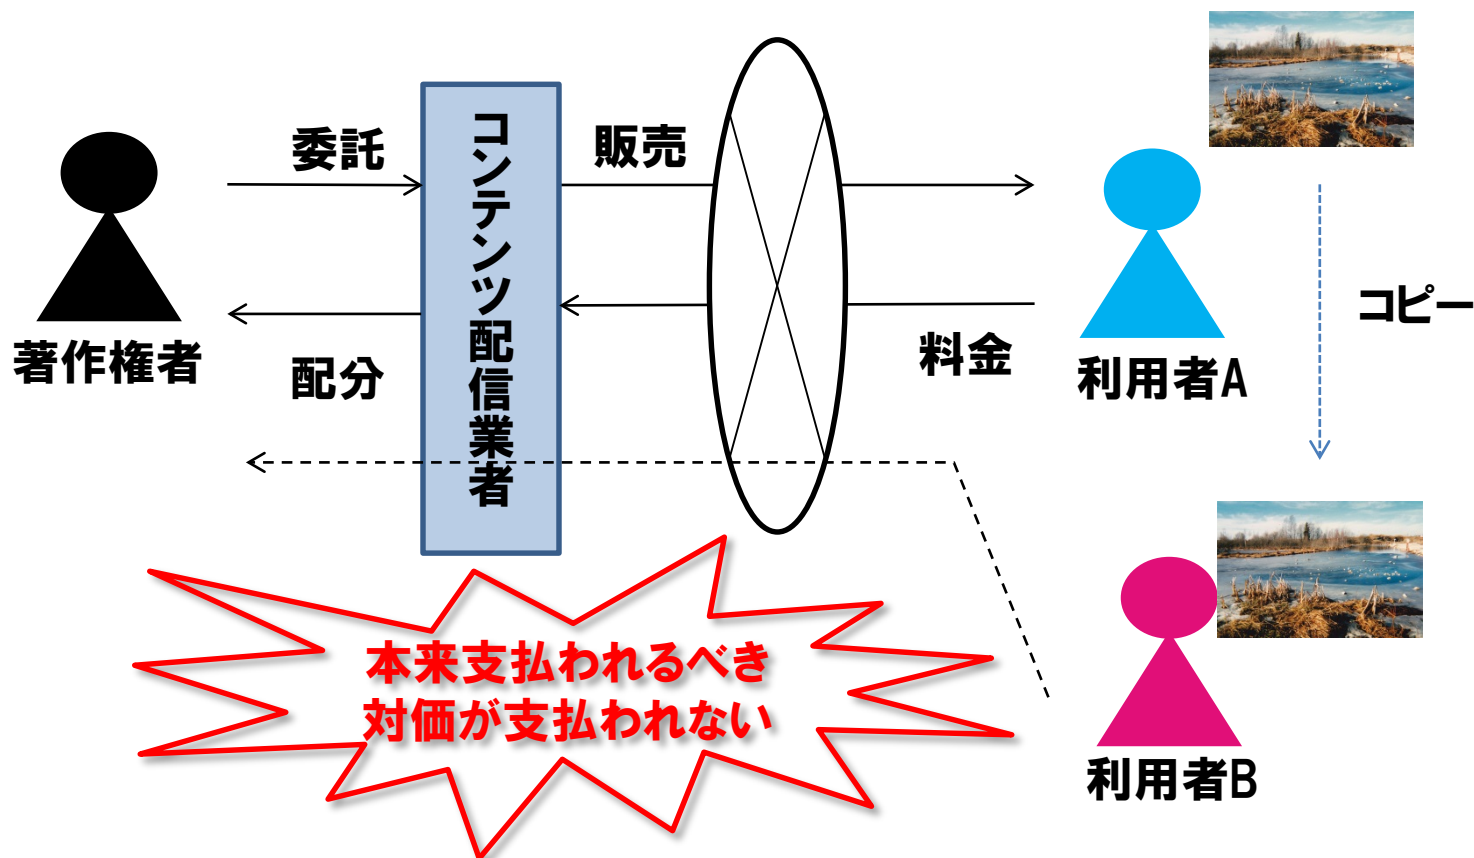 委託
販売
コンテンツ配信業者
著作権者
配分
料金
利用者A
コピー
本来支払われるべき
対価が支払われない
利用者B